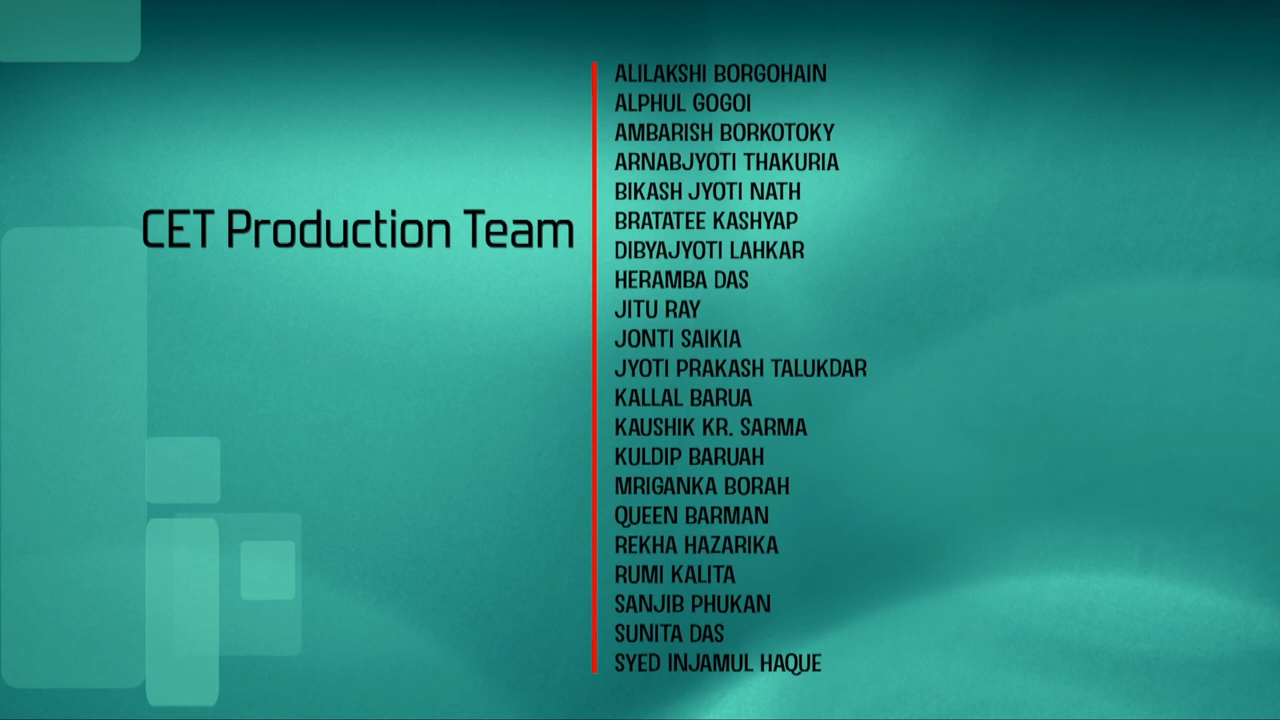 CET Production Team
ALILAKSHI BORGOHAIN
ALPHUL GOGOI
AMBARISH BORKOTOKY
ARNABJYOTI THAKURIA
BIKASH JYOTI NATH
BRATATEE KASHYAP
DIBYAJYOTI LAHKAR
HERAMBA DAS
JITU RAY
JONTI SAIKIA
JYOTI PRAKASH TALUKDAR
KALLAL BARUA
KAUSHIK KR. SARMA
KULDIP BARUAH
MRIGANKA BORAH
QUEEN BARMAN
REKHA HAZARIKA
RUMI KALITA
SANJIB PHUKAN
SUNITA DAS
SYED INJAMUL HAQUE